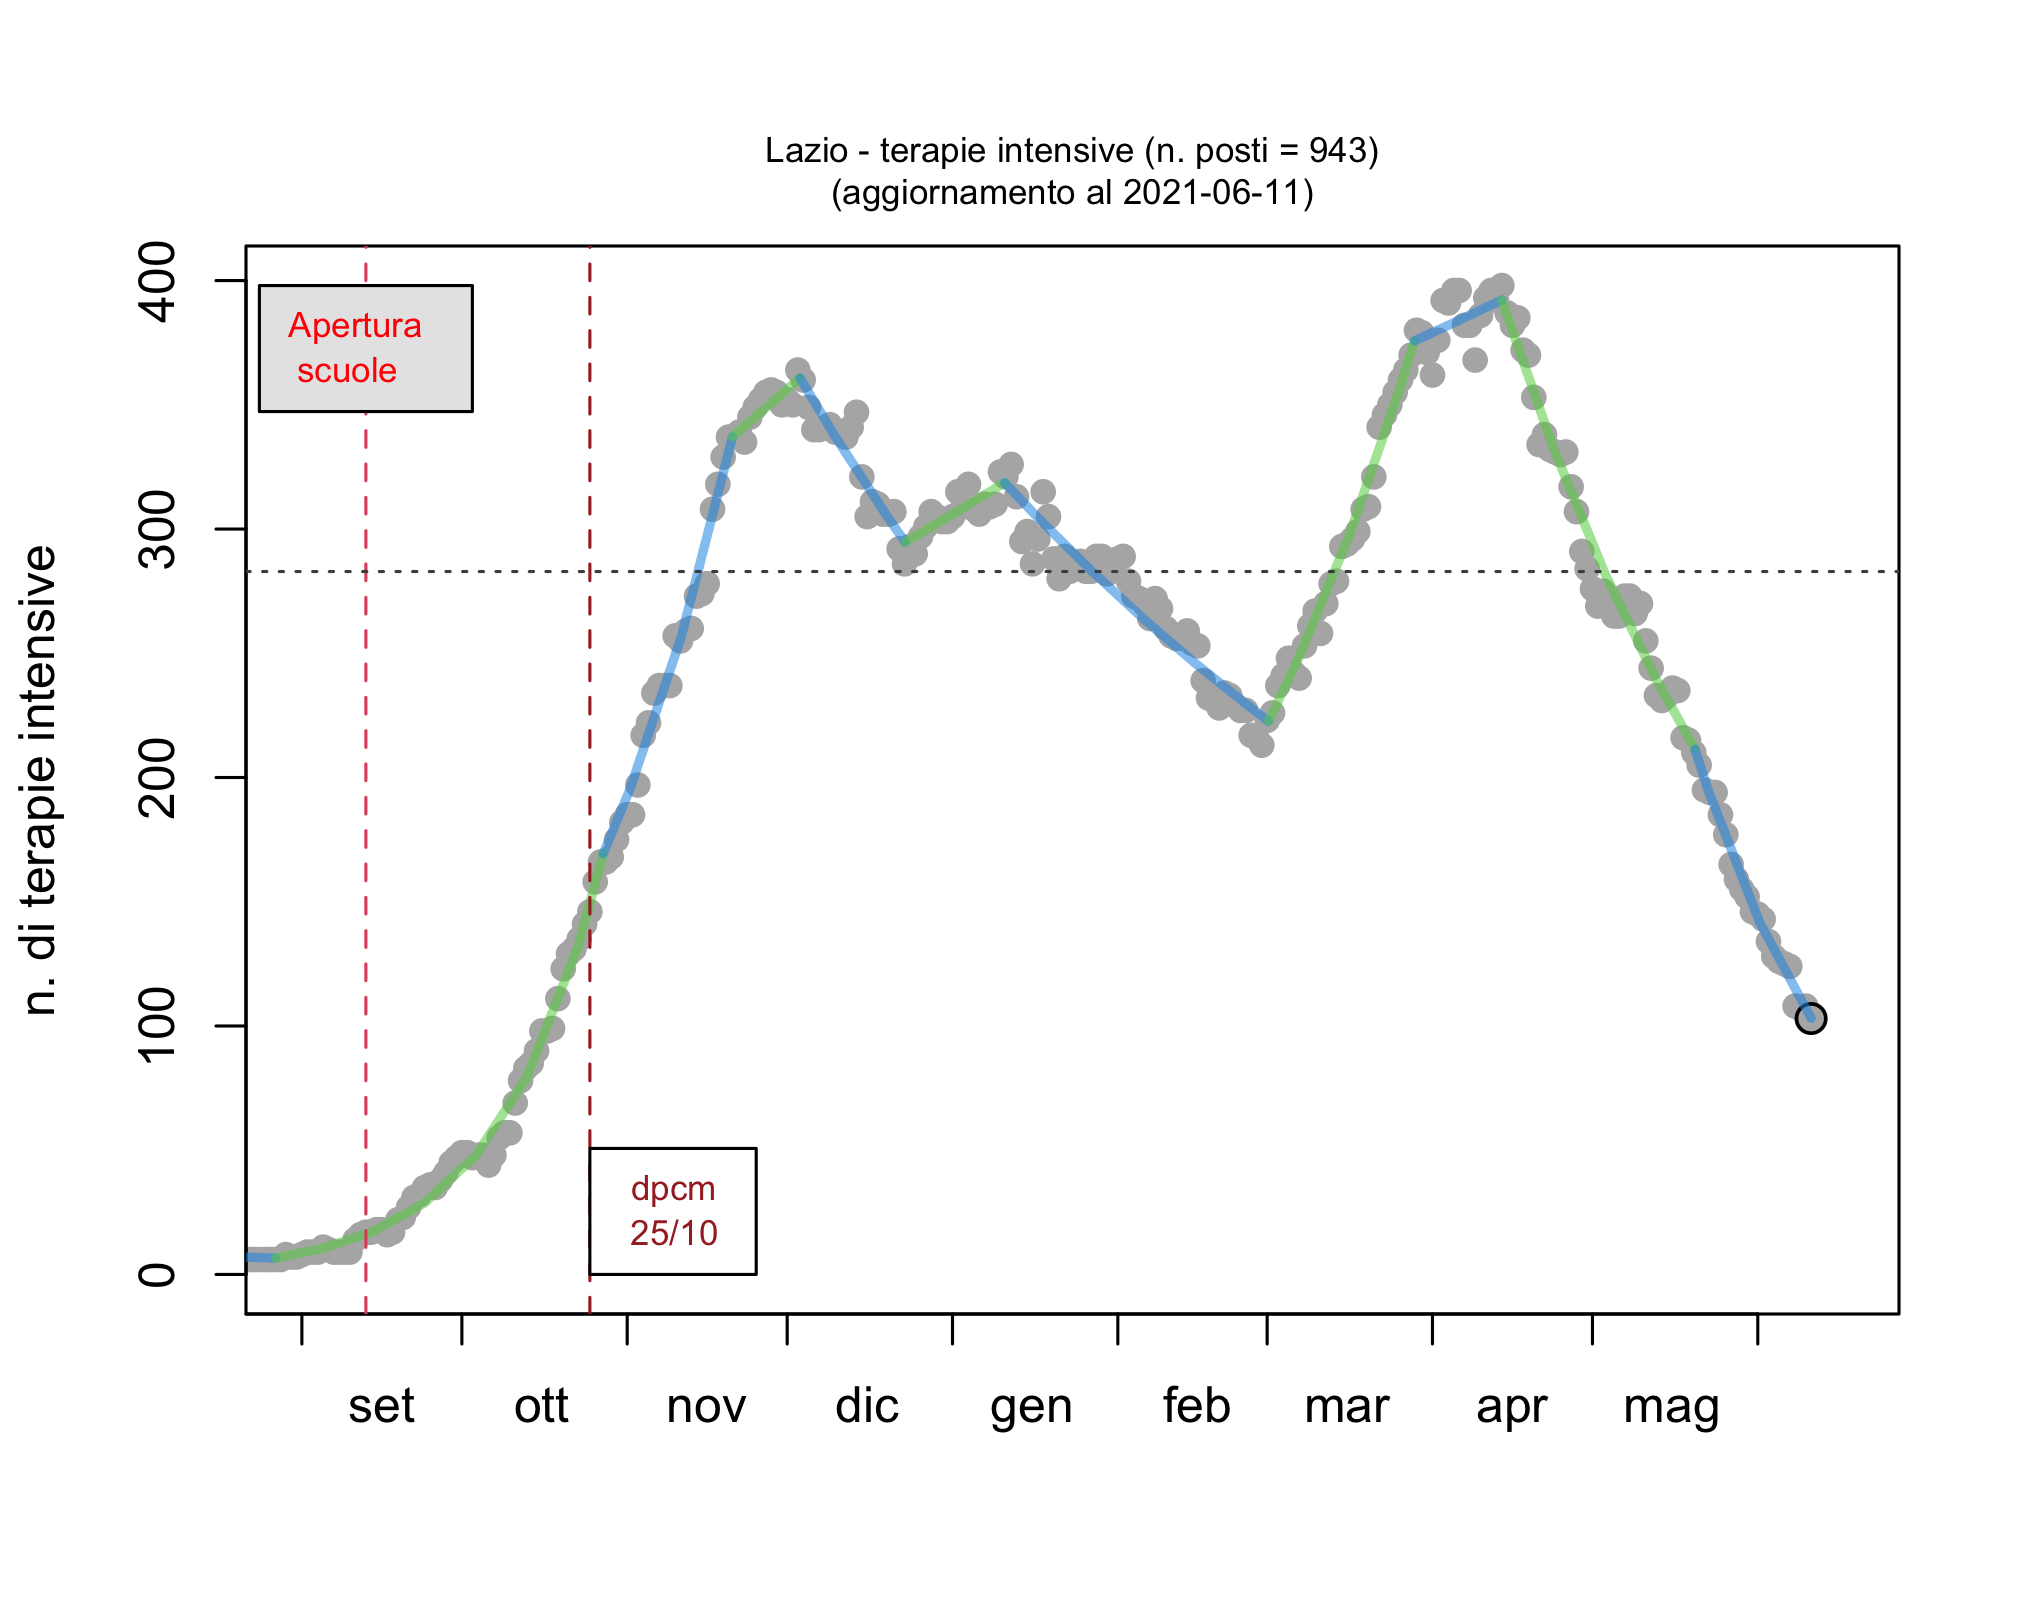 Lazio - terapie intensive (n. posti = 943)
(aggiornamento al 2021-06-11)
n. di terapie intensive
400
300
200
100
0
Apertura
scuole
dpcm
25/10
set ott nov dic gen feb mar apr mag